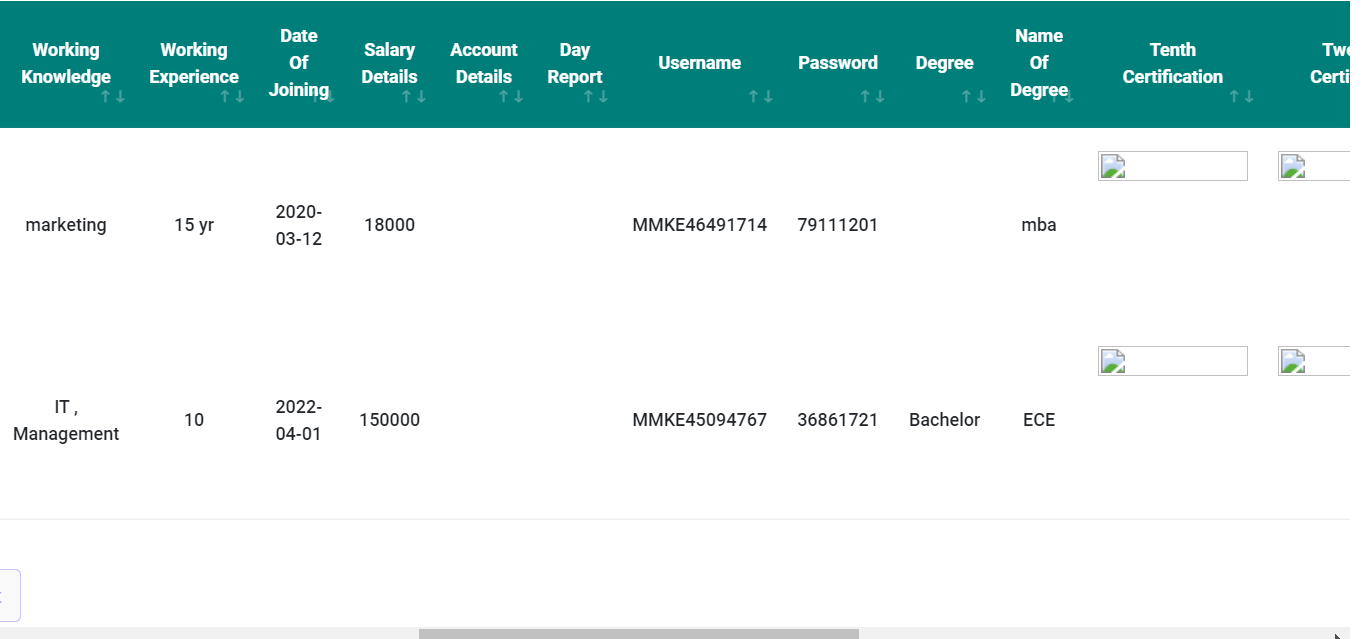 Working Knowledge
Working Experience
Date Of Joining
Salary Details
Account Details
Day Report
Username
Password
Degree
Name Of Degree
Tenth Certification
marketing
15 yr
2020-03-12
18000
MMKE46491714
79111201
mba
IT , Management
10
2022-04-01
150000
MMKE45094767
36861721
Bachelor
ECE